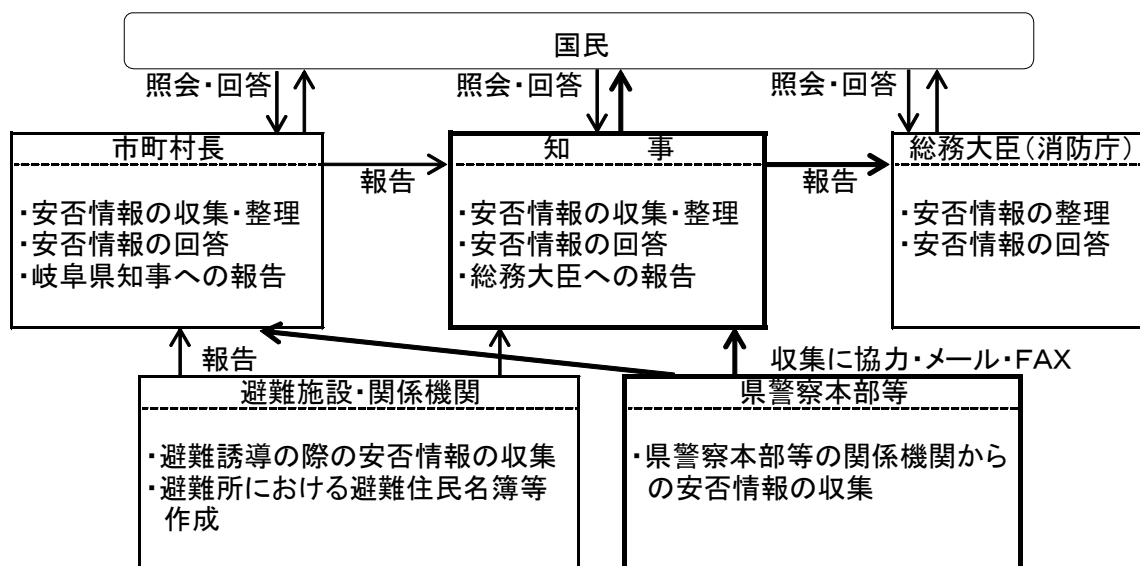 国民
照会・回答
照会・回答
照会・回答
市町村長
・安否情報の収集・整理
・安否情報の回答
・岐阜県知事への報告
報告
知　　事
・安否情報の収集・整理
・安否情報の回答
・総務大臣への報告
報告
総務大臣（消防庁）
・安否情報の整理
・安否情報の回答
報告
収集に協力・メール・ＦＡＸ
避難施設・関係機関
・避難誘導の際の安否情報の収集
・避難所における避難住民名簿等
作成
県警察本部等
・県警察本部等の関係機関から
の安否情報の収集